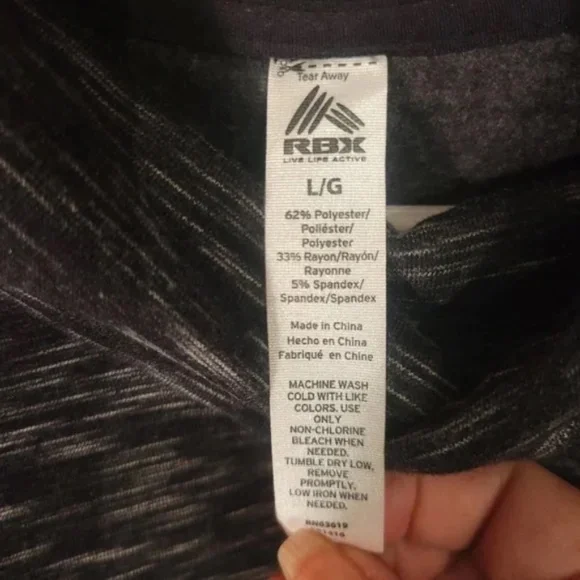 Tear Away
RBX
LIVE LIFE ACTIVE
L/G
62% Polyester/
Poliéster/
Polyester
33% Rayon/Rayón/
Rayonne
5% Spandex/
Spandex/Spandex
Made in China
Hecho en China
Fabriqué en Chine
MACHINE WASH
COLD WITH LIKE
COLORS. USE
ONLY
NON-CHLORINE
BLEACH WHEN
NEEDED.
TUMBLE DRY LOW,
REMOVE
PROMPTLY.
LOW IRON WHEN
NEEDED.